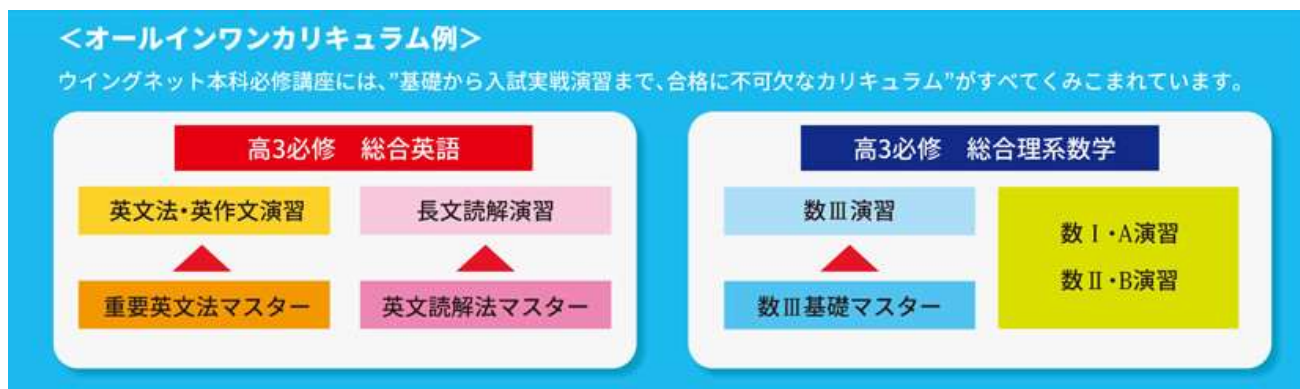 ＜オールインワンカリキュラム例＞
ウイングネット本科必修講座には、”基礎から入試実戦演習まで、合格に不可欠なカリキュラム”がすべてくみこまれています。
高3必修　総合英語
英文法・英作文演習
長文読解演習
重要英文法マスター
英文読解法マスター
高3必修　総合理系数学
数Ⅲ演習
数Ⅲ基礎マスター
数Ⅰ・A演習
数Ⅱ・B演習